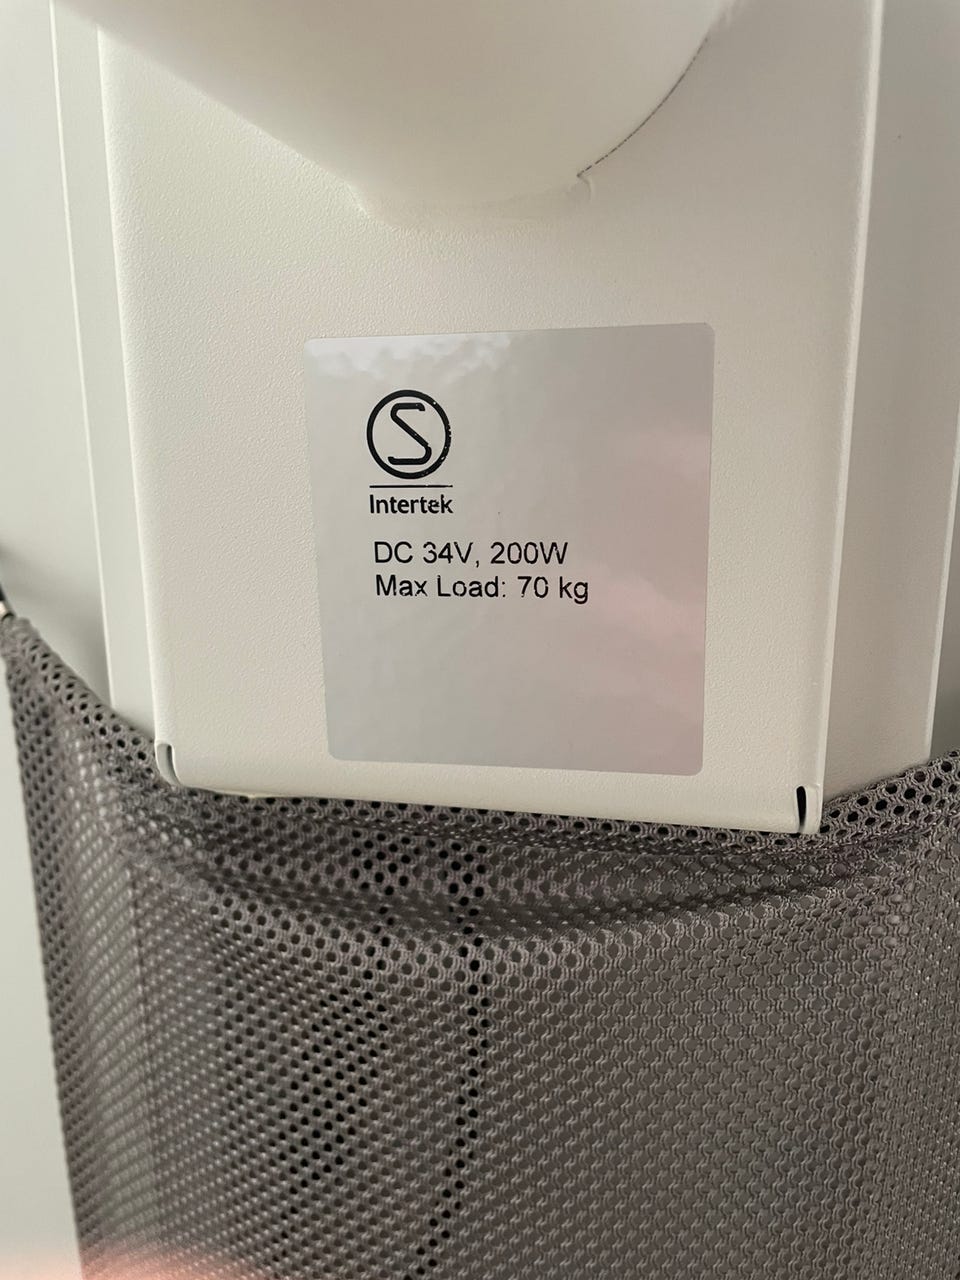 S
Intertek
DC 34V, 200W
Max Load: 70 kg